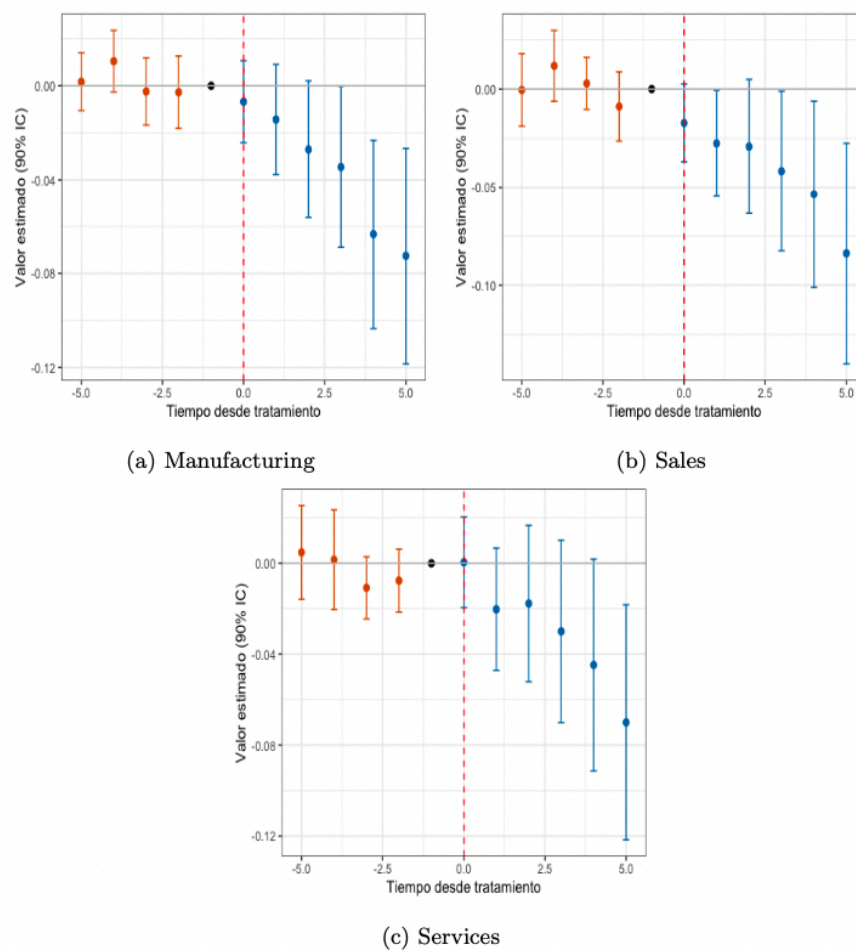 Valor estimado (90% IC)
0.00
-0.04
-0.08
-0.12
-5.0 -2.5 0.0 2.5 5.0
Tiempo desde tratamiento
(a) Manufacturing
Valor estimado (90% IC)
0.00
-0.05
-0.10
-5.0 -2.5 0.0 2.5 5.0
Tiempo desde tratamiento
(b) Sales
Valor estimado (90% IC)
0.00
-0.04
-0.08
-0.12
-5.0 -2.5 0.0 2.5 5.0
Tiempo desde tratamiento
(c) Services